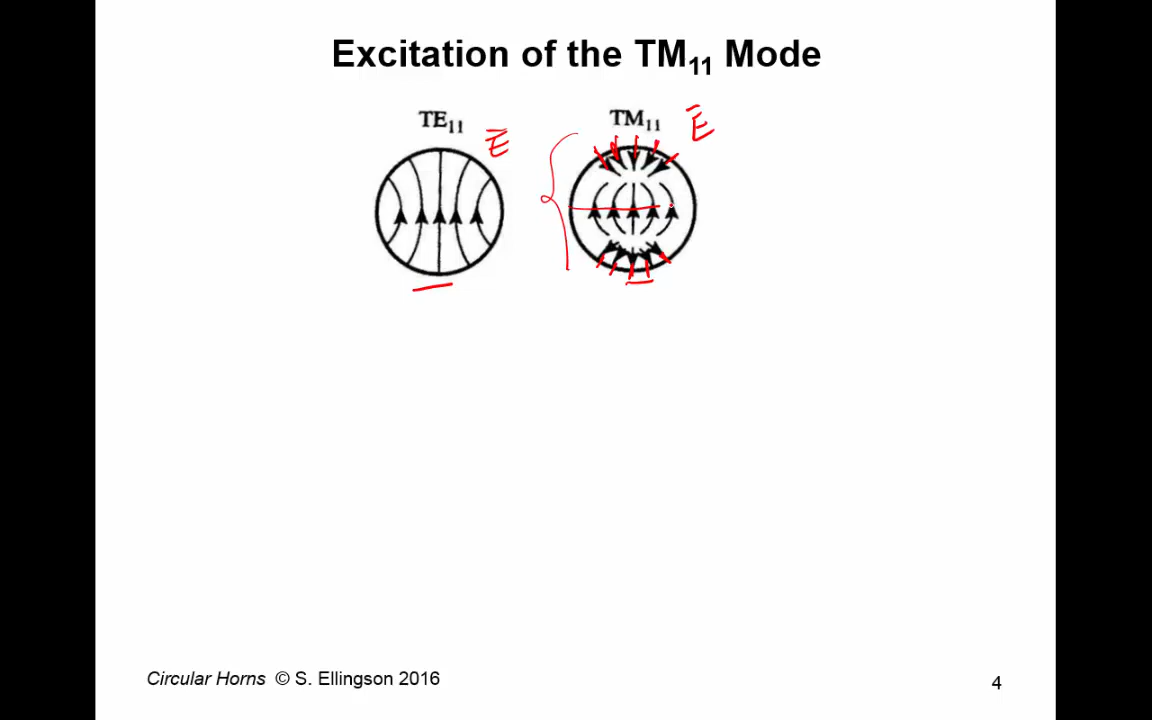 Excitation of the TM₁₁ Mode
TE₁₁
TM₁₁
E̅
E̅
Circular Horns © S. Ellingson 2016
4